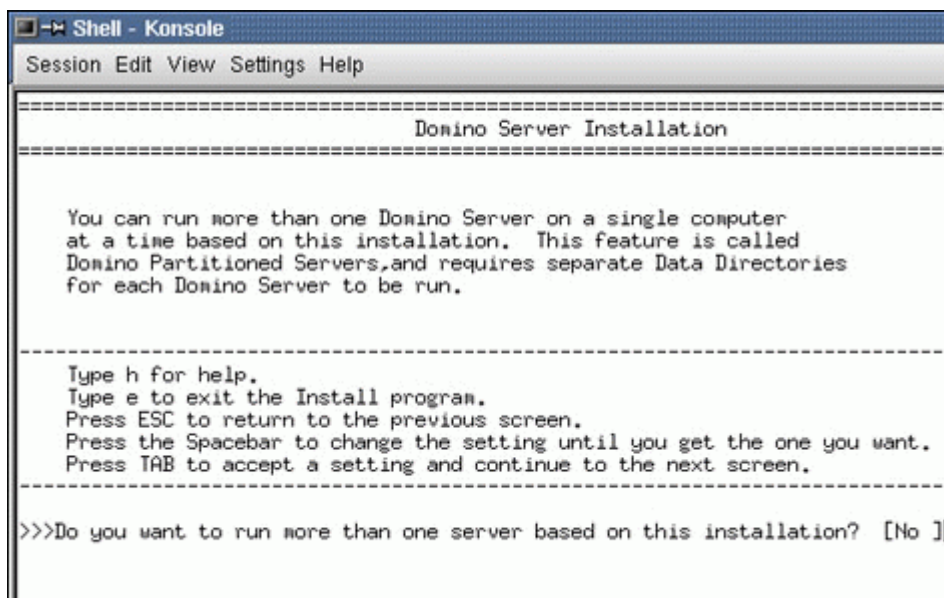 Shell - Konsole
Session Edit View Settings Help
Domino Server Installation
You can run more than one Domino Server on a single computer
at a time based on this installation. This feature is called
Domino Partitioned Servers,and requires separate Data Directories
for each Domino Server to be run.
Type h for help.
Type e to exit the Install program.
Press ESC to return to the previous screen.
Press the Spacebar to change the setting until you get the one you want.
Press TAB to accept a setting and continue to the next screen.
>>>Do you want to run more than one server based on this installation? [No ]